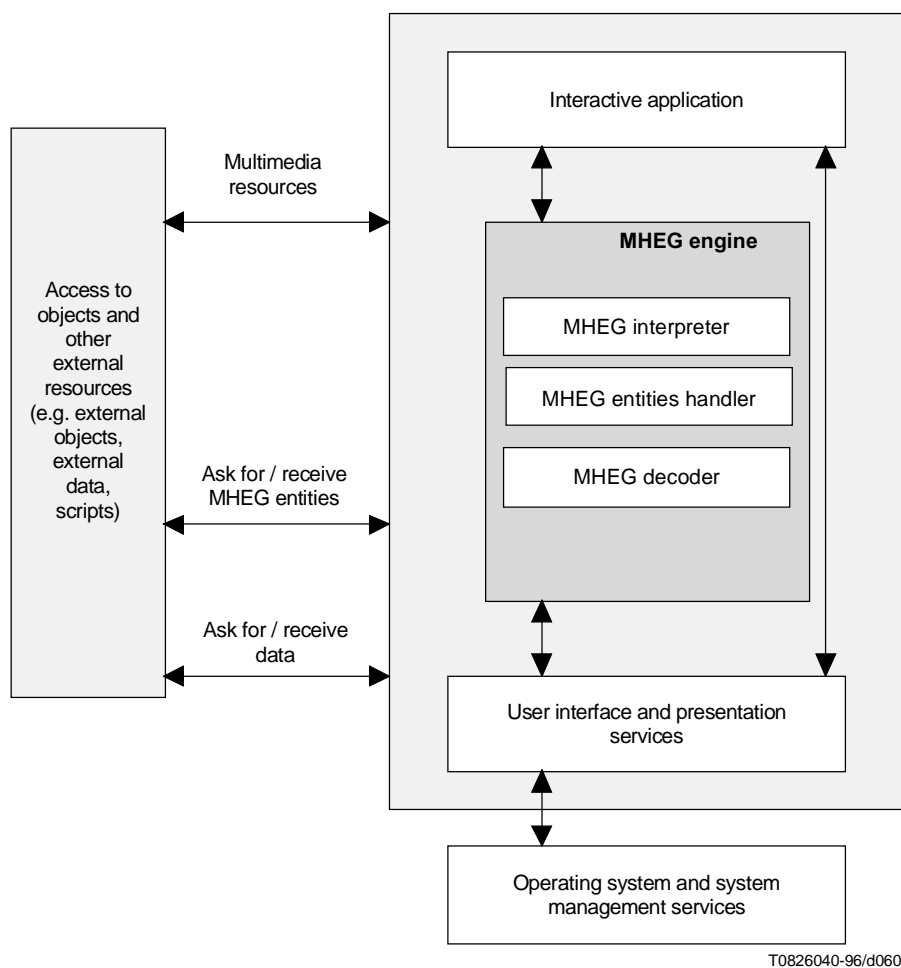 Interactive application
Multimedia
resources
MHEG engine
Access to
objects and
other
external
resources
(e.g. external
objects,
external
data,
scripts)
MHEG interpreter
MHEG entities handler
MHEG decoder
Ask for / receive
MHEG entities
Ask for / receive
data
User interface and presentation
services
Operating system and system
management services
T0826040-96/d060